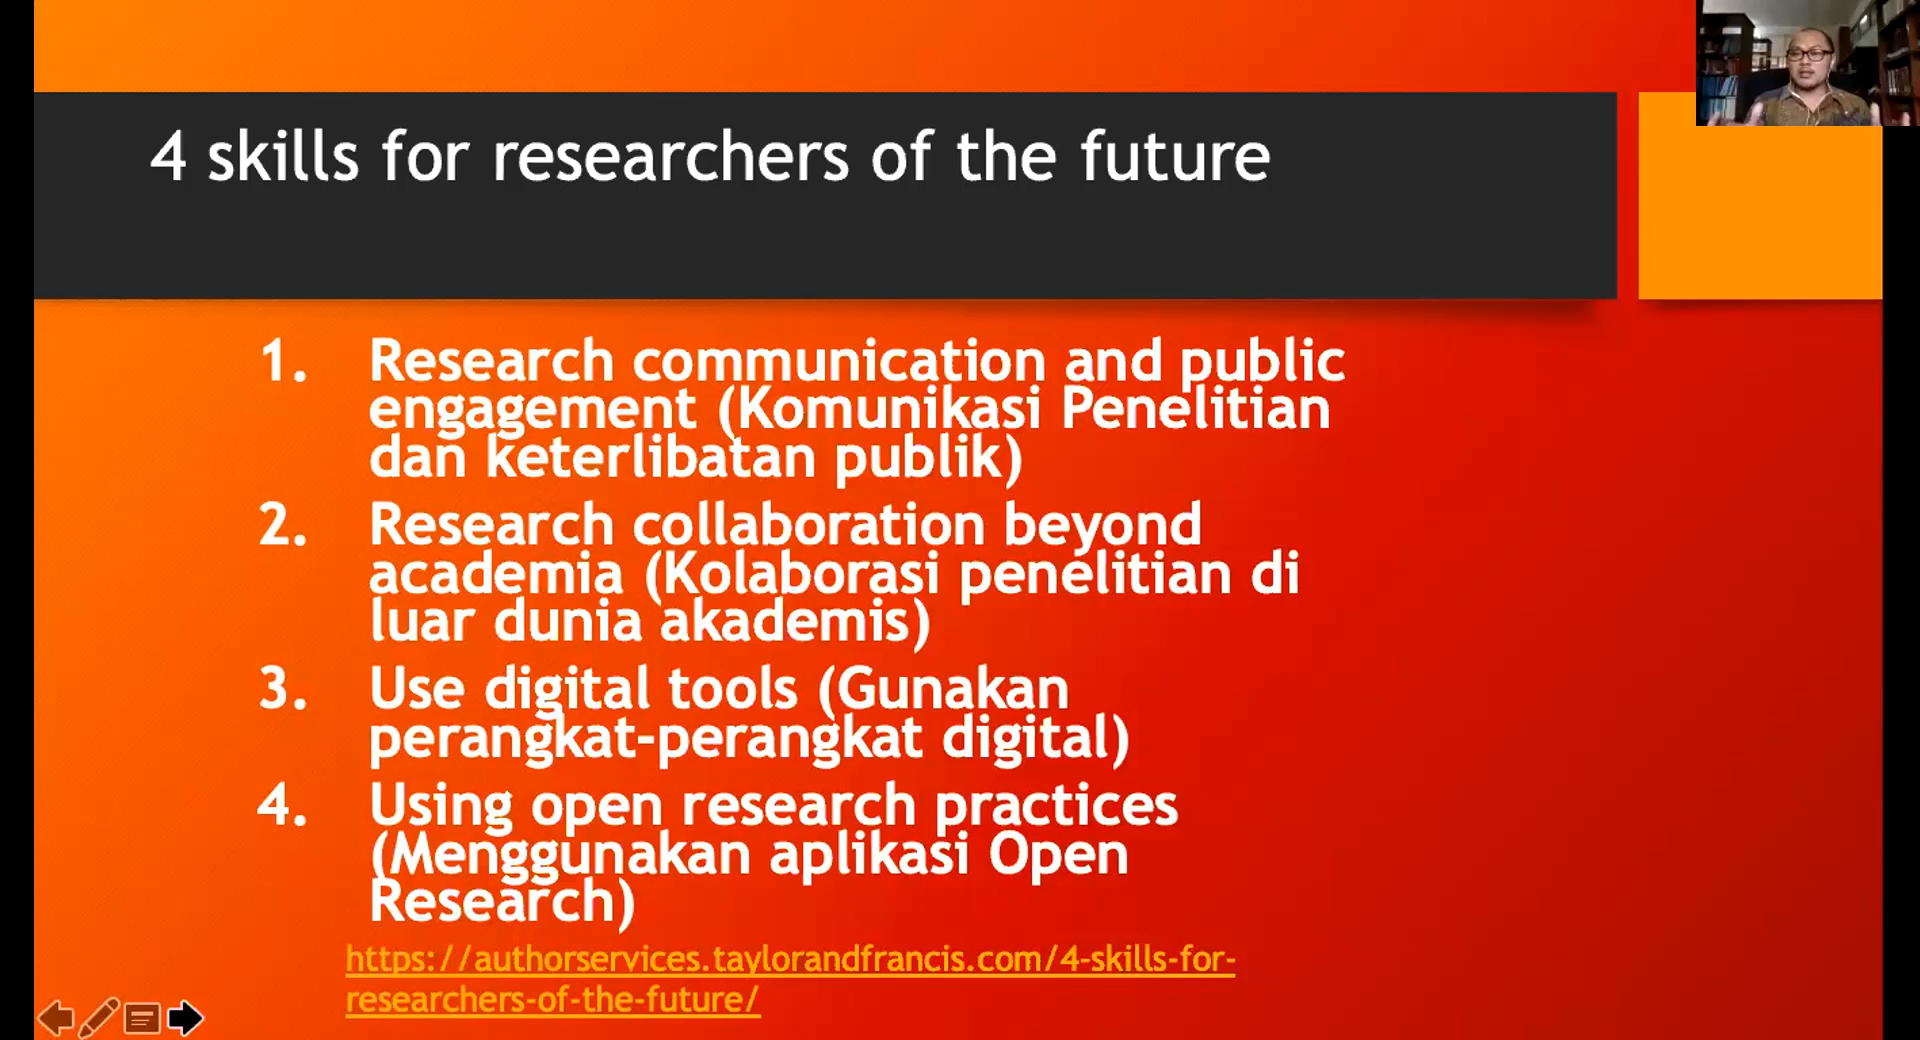 4 skills for researchers of the future
1. Research communication and public
engagement (Komunikasi Penelitian
dan keterlibatan publik)
2. Research collaboration beyond
academia (Kolaborasi penelitian di
luar dunia akademis)
3. Use digital tools (Gunakan
perangkat-perangkat digital)
4. Using open research practices
(Menggunakan aplikasi Open
Research)
https://authorservices.taylorandfrancis.com/4-skills-for-
researchers-of-the-future/